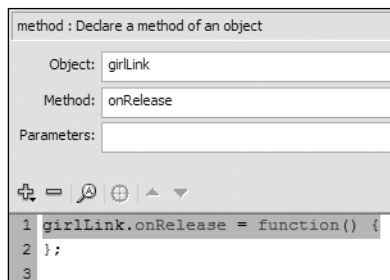 method : Declare a method of an object
Object: girlLink
Method: onRelease
Parameters:
1 girlLink.onRelease = function() {
2 };
3